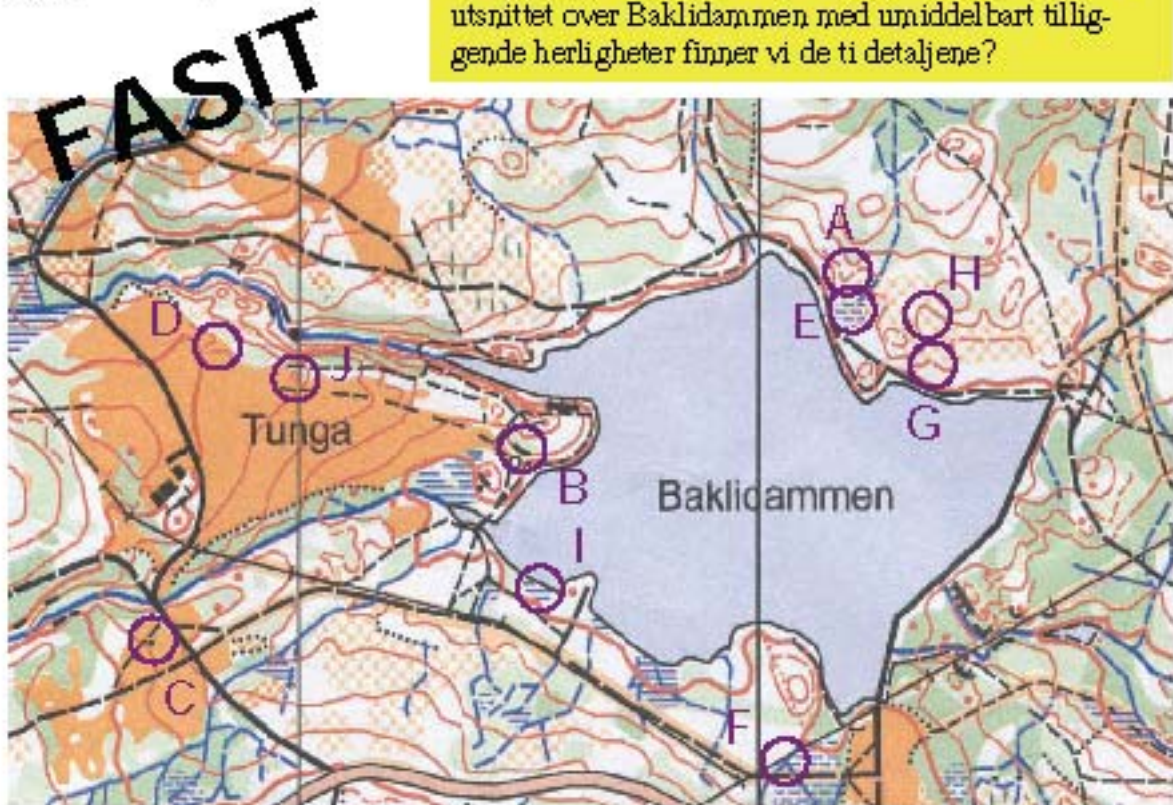 utsnittet over Baklidammen med umiddelbart tillig-
gende herligheter finner vi de ti detaljene?
FASIT
A
H
D
E
J
G
Tunga
B
Baklidammen
I
C
F